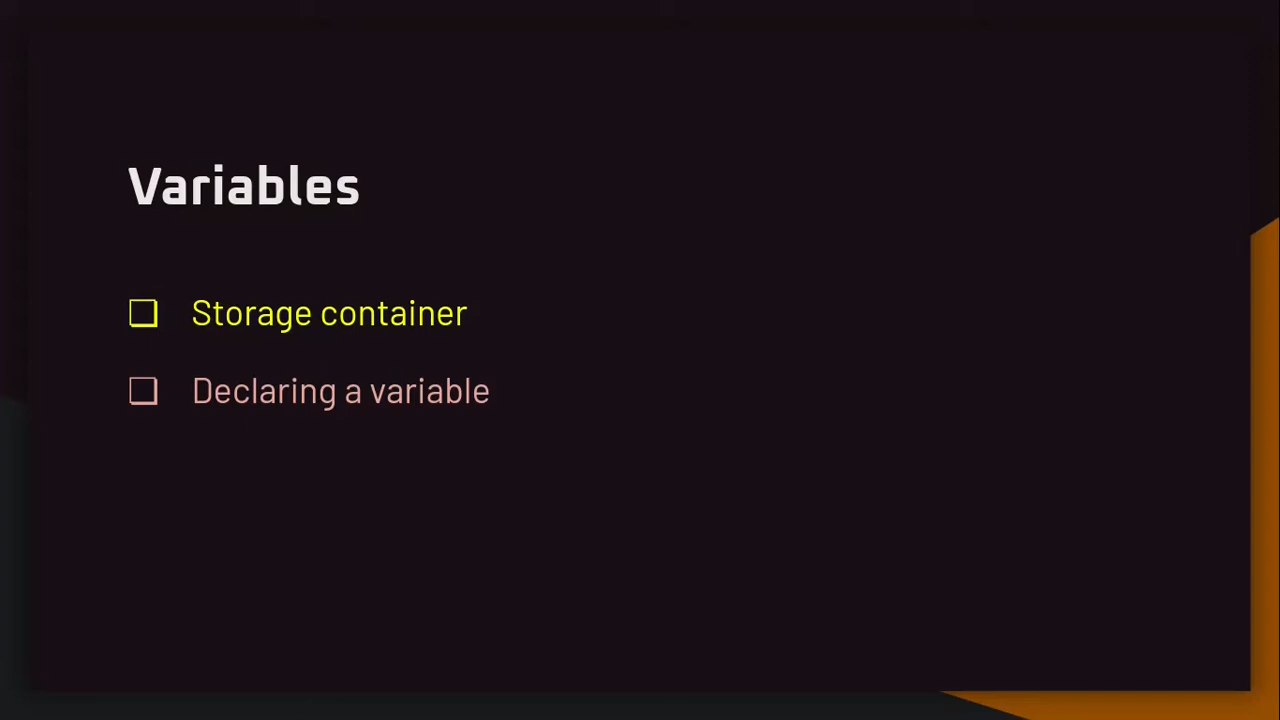 Variables
❏ Storage container
❏ Declaring a variable